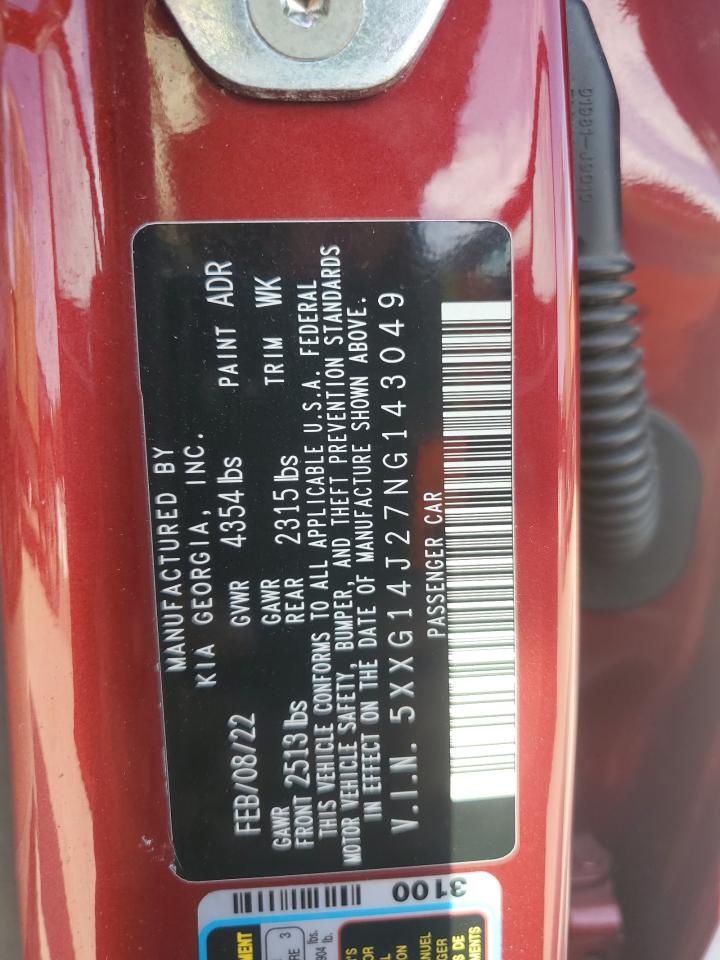 MANUFACTURED BY
KIA GEORGIA, INC.
FEB/08/22 GVWR 4354 lbs PAINT ADR
GAWR FRONT 2513 lbs GAWR REAR 2315 lbs TRIM WK
THIS VEHICLE CONFORMS TO ALL APPLICABLE U.S.A. FEDERAL
MOTOR VEHICLE SAFETY, BUMPER, AND THEFT PREVENTION STANDARDS
IN EFFECT ON THE DATE OF MANUFACTURE SHOWN ABOVE.
V.I.N. 5XXG14J27NG143049
PASSENGER CAR
3100